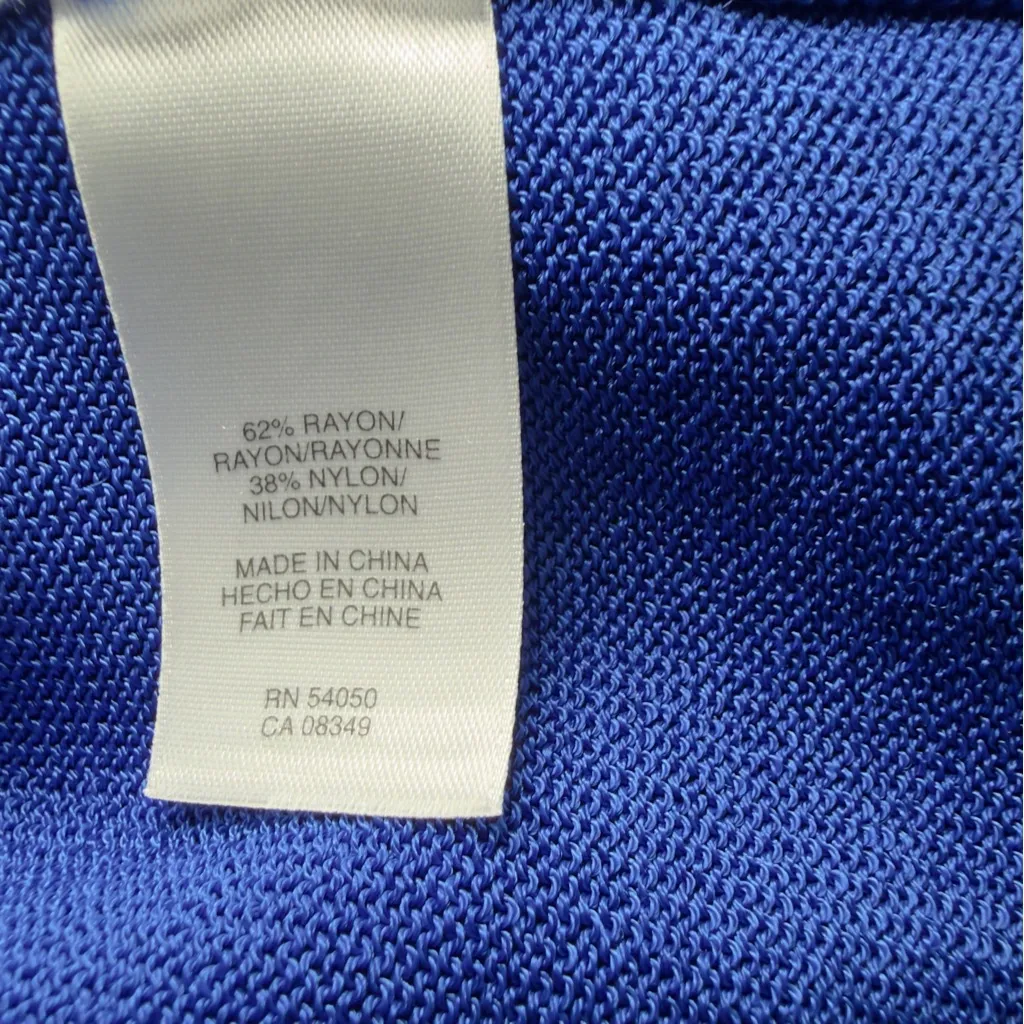 62% RAYON/
RAYON/RAYONNE
38% NYLON/
NILON/NYLON
MADE IN CHINA
HECHO EN CHINA
FAIT EN CHINE
RN 54050
CA 08349